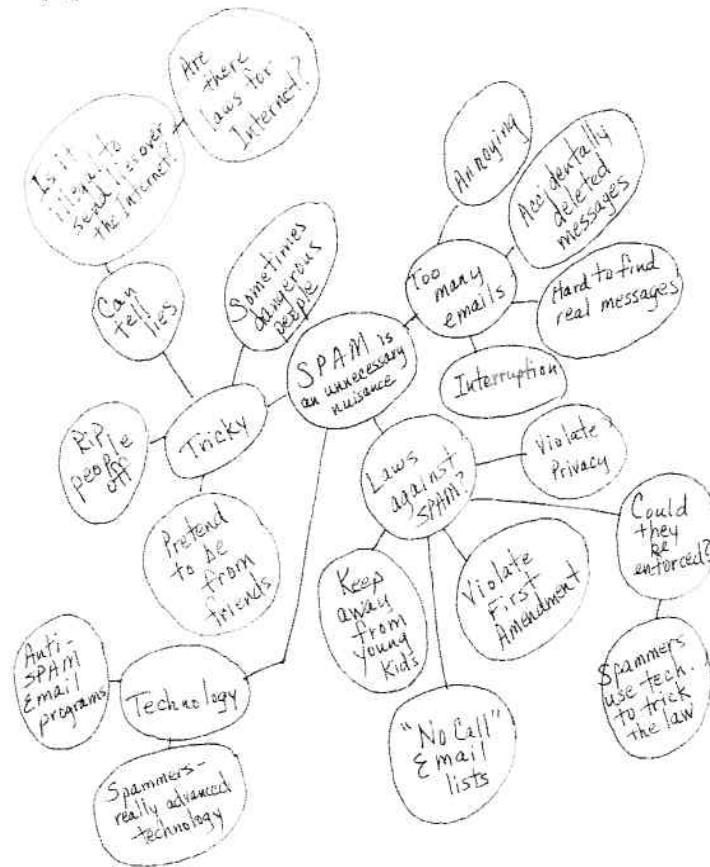 Are
there
laws for
Internet?
Is it
illegal to
send lies over
the Internet?
Can
tell
lies
Sometimes
dangerous
people
Annoying
Accidentally
deleted
messages
Too
many
emails
Hard to find
real messages
Interruption
SPAM is
an unnecessary
nuisance
Tricky
Rip
people
off
Pretend
to be
from
friends
Laws
against
SPAM?
Violate
Privacy
Could
they
be
enforced?
Spammers
use tech.
to trick
the law
Violate
First
Amendment
Keep
away
from
young
kids
"No Call"
Email
lists
Technology
Anti-
SPAM
Email
programs
Spammers-
really advanced
technology